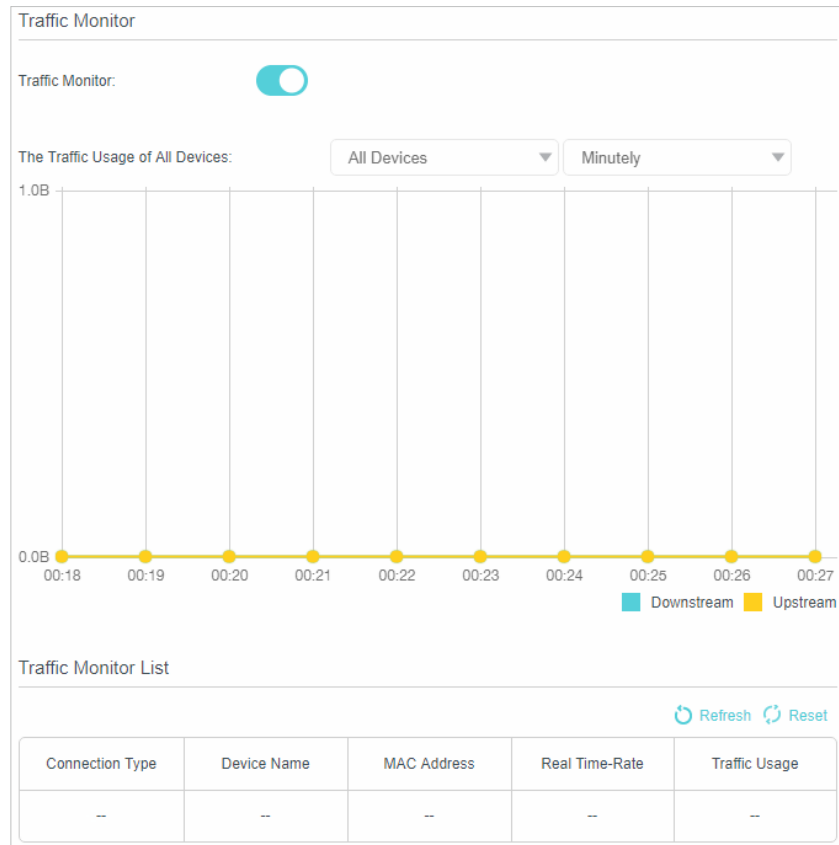 Traffic Monitor
Traffic Monitor:
The Traffic Usage of All Devices: All Devices Minutely
1.0B
0.0B
00:18 00:19 00:20 00:21 00:22 00:23 00:24 00:25 00:26 00:27
Downstream Upstream
Traffic Monitor List
Refresh Reset
Connection Type Device Name MAC Address Real Time-Rate Traffic Usage
-- -- -- -- --